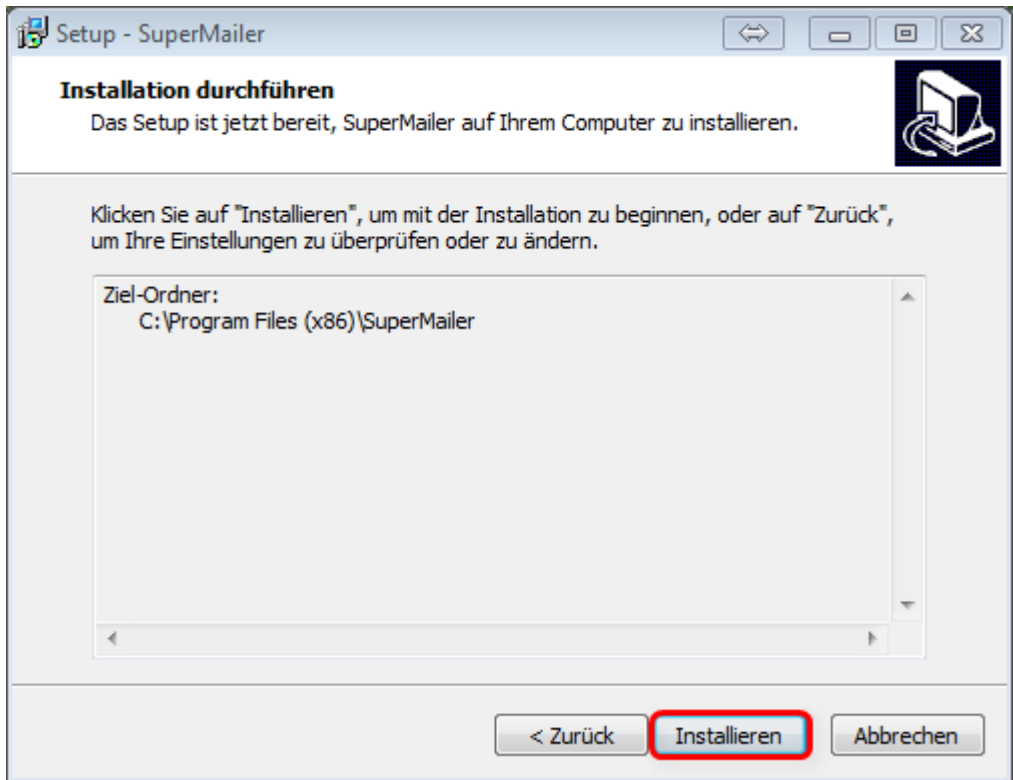 Setup - SuperMailer
Installation durchführen
Das Setup ist jetzt bereit, SuperMailer auf Ihrem Computer zu installieren.
Klicken Sie auf "Installieren", um mit der Installation zu beginnen, oder auf "Zurück",
um Ihre Einstellungen zu überprüfen oder zu ändern.
Ziel-Ordner:
C:\Program Files (x86)\SuperMailer
< Zurück
Installieren
Abbrechen